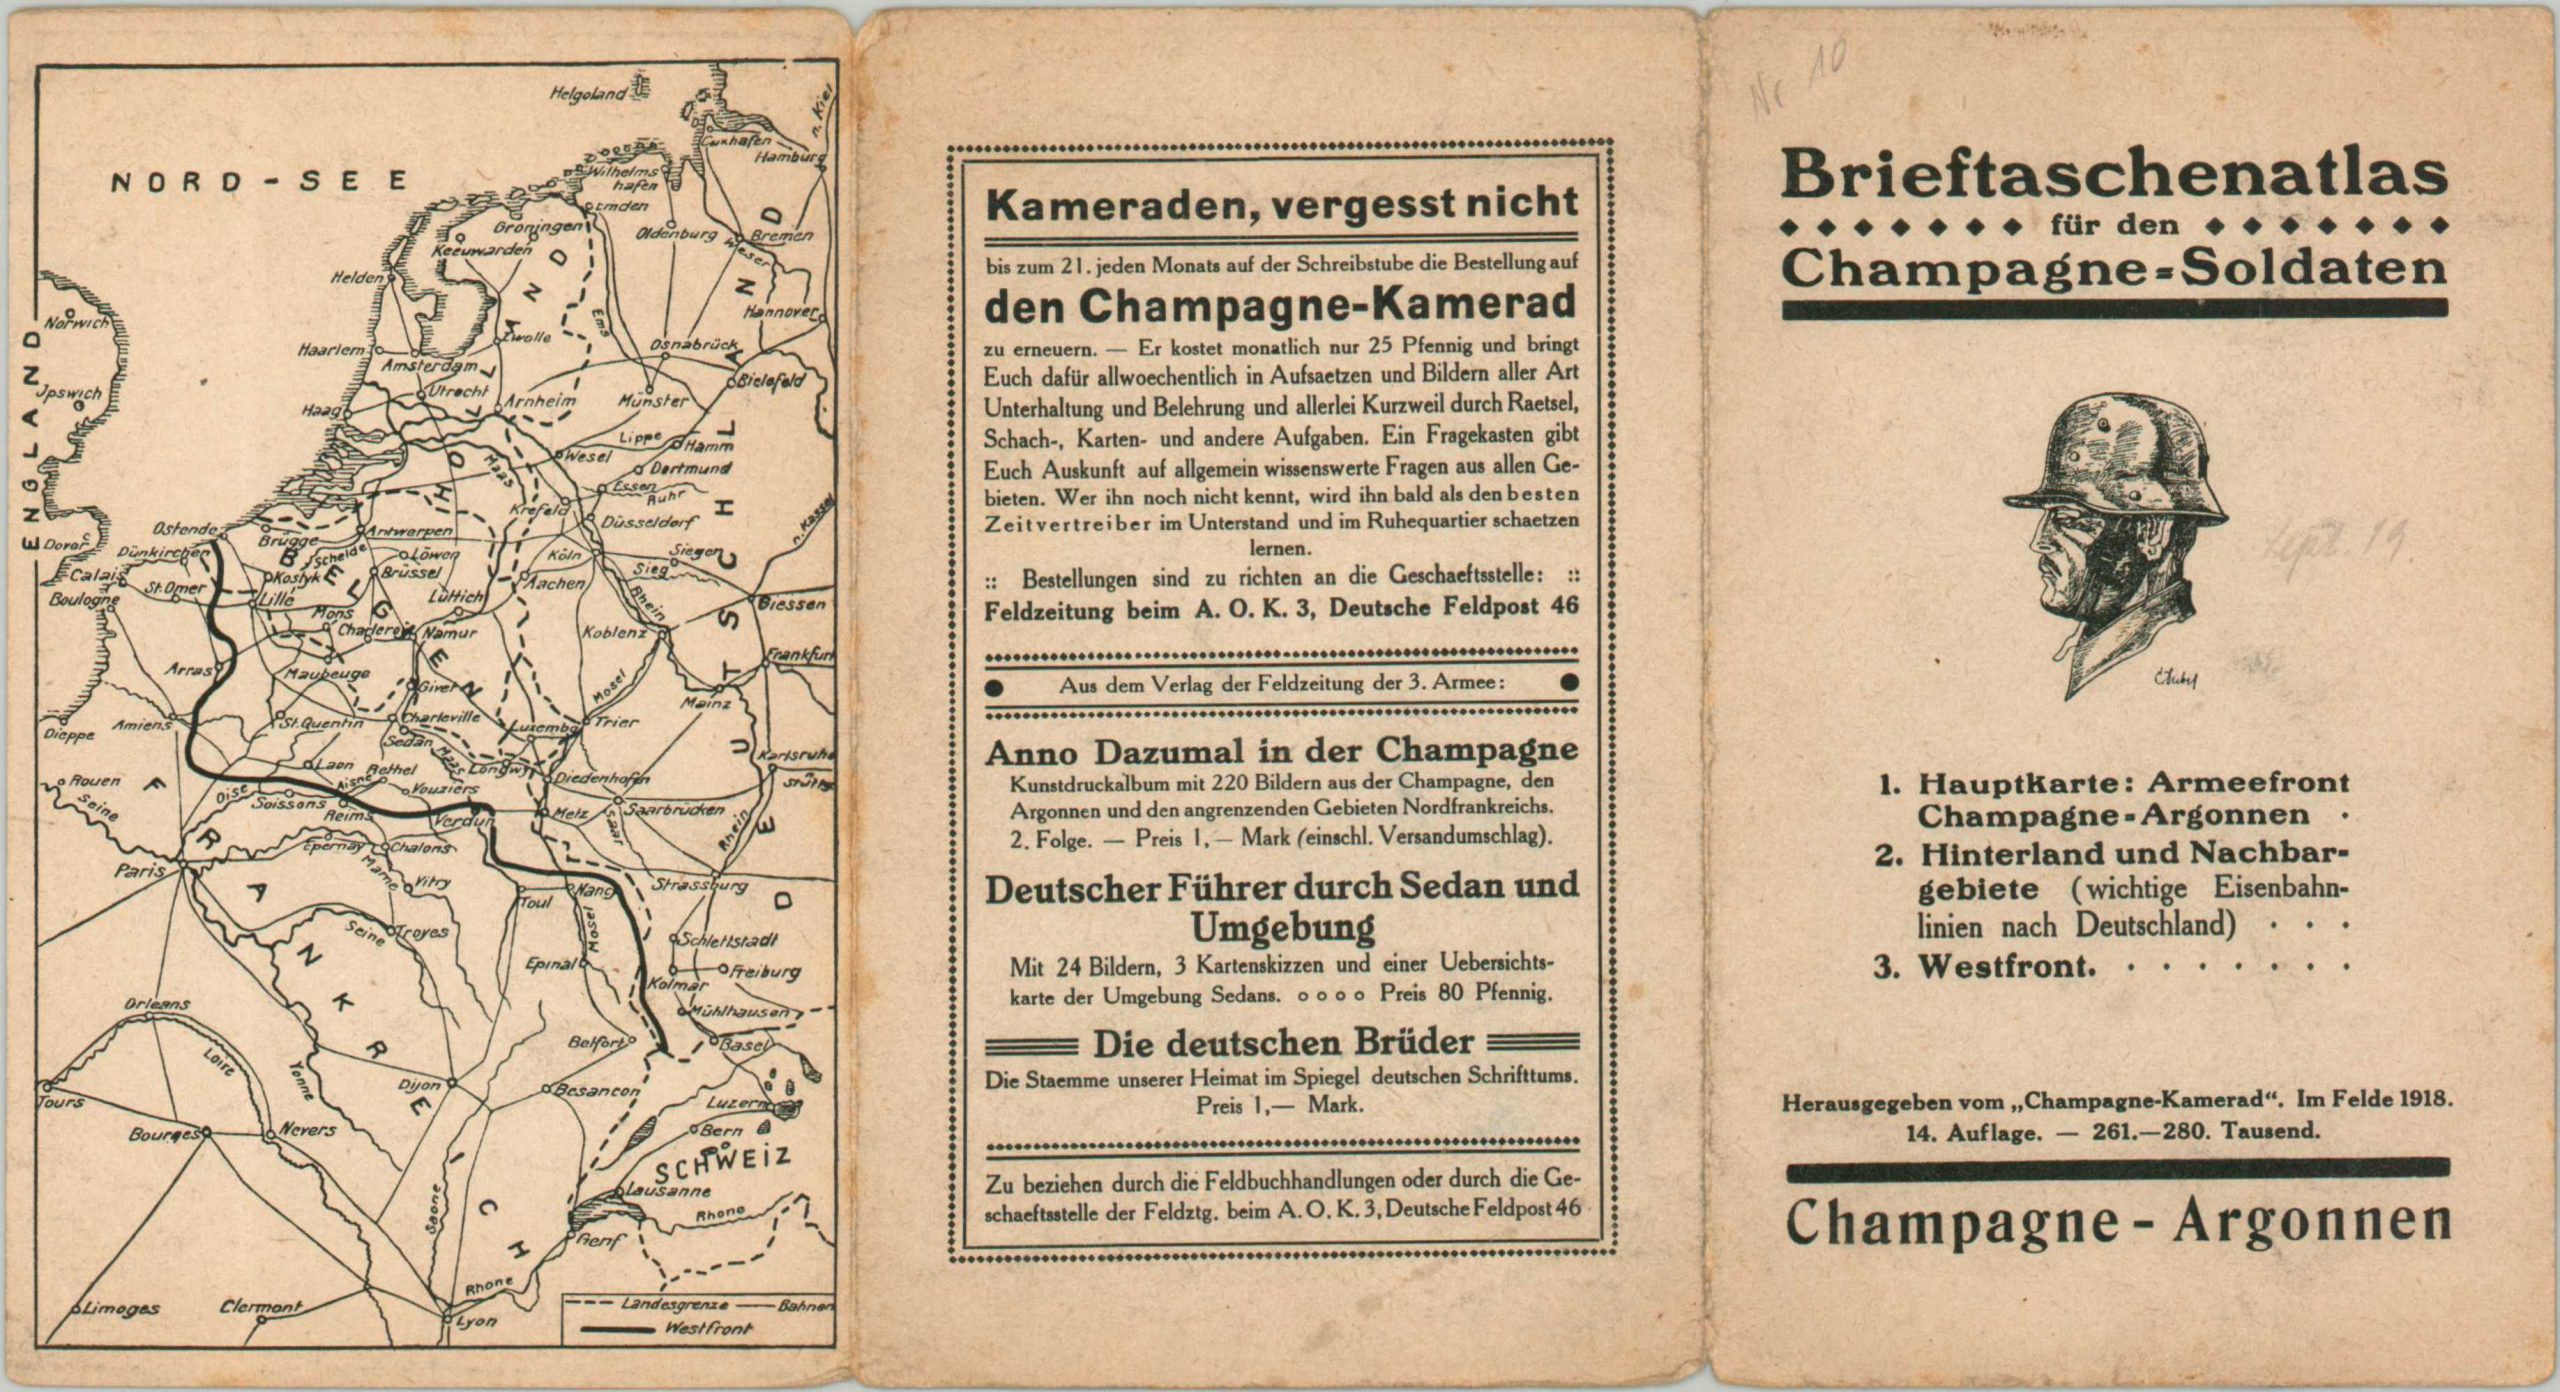 NORD-SEE
Helgoland
n. Kiel
Cuxhafen
Hamburg
Wilhelms
hafen
Emden
Groningen
Oldenburg
Bremen
Weser
Keeuwarden
Helden
Hannover
Ems
Norwich
Zwolle
Osnabrück
Haarlem
Amsterdam
Bielefeld
Jpswich
Utrecht
Arnheim
Münster
Haag
ENGLAND
HOLLAND
Lippe
Hamm
Wesel
Maas
Dortmund
Essen
Ruhr
Krefeld
Düsseldorf
n. Kassel
Ostende
Brügge
Antwerpen
Dover
Dünkirchen
Schelde
Löwen
Köln
Siegen
Calais
Kostyk
Brüssel
Sieg
St. Omer
Aachen
Boulogne
Lille
Lüttich
Rhein
Giessen
Mons
BELGIEN
Charleroi
Namur
Koblenz
DEUTSCHLAND
Arras
Maubeuge
Frankfurt
Givet
Mosel
Mainz
Amiens
St. Quentin
Charleville
Dieppe
Sedan
Luxembg
Trier
Maas
Longwy
Karlsruhe
Laon
Rethel
Diedenhofen
Rouen
Aisne
Vouziers
Seine
Oise
Soissons
Saarbrücken
Reims
Verdun
Metz
Saar
Rhein
Epernay
Chalons
Paris
Marne
Vitry
Nancy
Strassburg
Toul
FRANKREICH
Seine
Troyes
Mosel
Schlettstadt
Epinal
Freiburg
Kolmar
Orleans
Mühlhausen
Loire
Yonne
Belfort
Basel
Dijon
Besancon
Tours
Luzern
Bourges
Nevers
Bern
SCHWEiZ
Saone
Lausanne
Rhone
Genf
Rhone
Limoges
Clermont
Lyon
Landesgrenze
Bahnen
Westfront
Kameraden, vergesst nicht
bis zum 21. jeden Monats auf der Schreibstube die Bestellung auf
den Champagne-Kamerad
zu erneuern. — Er kostet monatlich nur 25 Pfennig und bringt
Euch dafür allwoechentlich in Aufsaetzen und Bildern aller Art
Unterhaltung und Belehrung und allerlei Kurzweil durch Raetsel,
Schach-, Karten- und andere Aufgaben. Ein Fragekasten gibt
Euch Auskunft auf allgemein wissenswerte Fragen aus allen Ge-
bieten. Wer ihn noch nicht kennt, wird ihn bald als den besten
Zeitvertreiber im Unterstand und im Ruhequartier schaetzen
lernen.
:: Bestellungen sind zu richten an die Geschaeftsstelle: ::
Feldzeitung beim A. O. K. 3, Deutsche Feldpost 46
Aus dem Verlag der Feldzeitung der 3. Armee:
Anno Dazumal in der Champagne
Kunstdruckalbum mit 220 Bildern aus der Champagne, den
Argonnen und den angrenzenden Gebieten Nordfrankreichs.
2. Folge. — Preis 1,— Mark (einschl. Versandumschlag).
Deutscher Führer durch Sedan und
Umgebung
Mit 24 Bildern, 3 Kartenskizzen und einer Uebersichts-
karte der Umgebung Sedans. o o o o Preis 80 Pfennig.
Die deutschen Brüder
Die Staemme unserer Heimat im Spiegel deutschen Schrifttums.
Preis 1,— Mark.
Zu beziehen durch die Feldbuchhandlungen oder durch die Ge-
schaeftsstelle der Feldztg. beim A. O. K. 3, Deutsche Feldpost 46
Nr 10
Brieftaschenatlas
für den
Champagne-Soldaten
Sept. 19
1. Hauptkarte: Armeefront
Champagne-Argonnen ·
2. Hinterland und Nachbar-
gebiete (wichtige Eisenbahn-
linien nach Deutschland) · · ·
3. Westfront. · · · · · · ·
Herausgegeben vom „Champagne-Kamerad“. Im Felde 1918.
14. Auflage. — 261.—280. Tausend.
Champagne - Argonnen